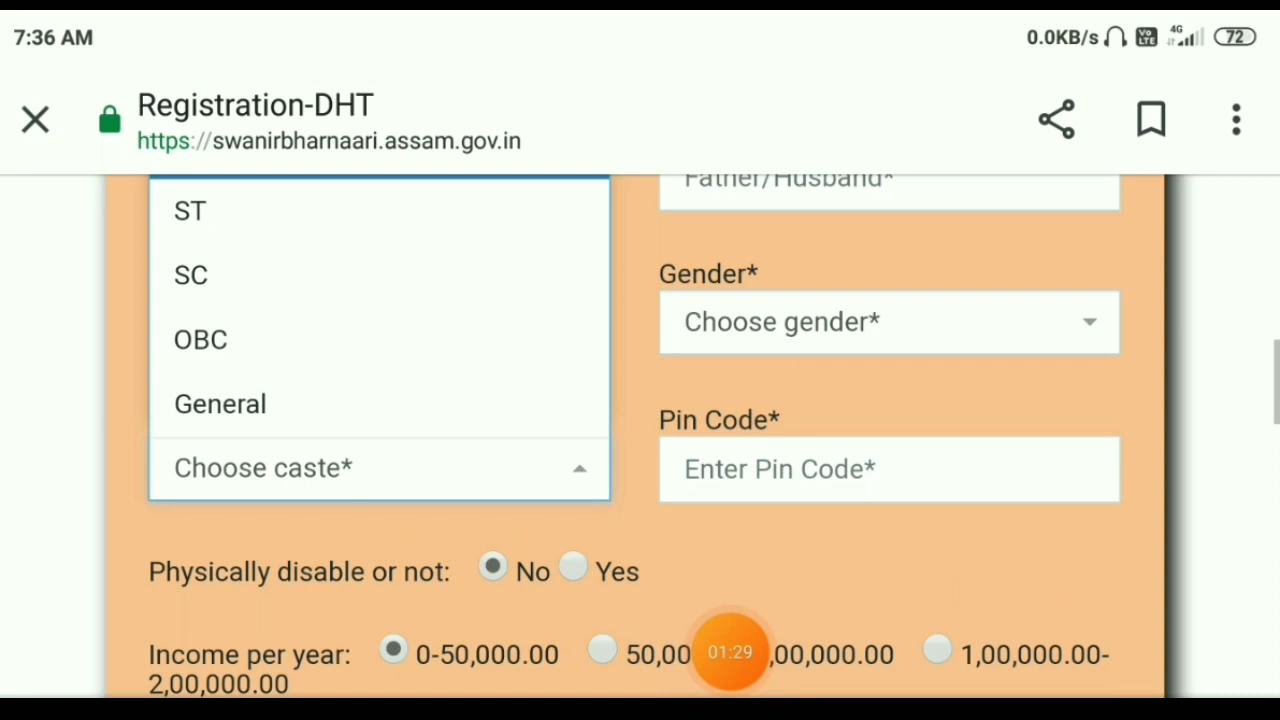 7:36 AM
0.0KB/s
Vo LTE
4G
72
Registration-DHT
https://swanirbharnaari.assam.gov.in
ST
SC
OBC
General
Choose caste*
Father/Husband*
Gender*
Choose gender*
Pin Code*
Enter Pin Code*
Physically disable or not: No Yes
Income per year: 0-50,000.00 50,00 01:29 ,00,000.00 1,00,000.00-
2,00,000.00